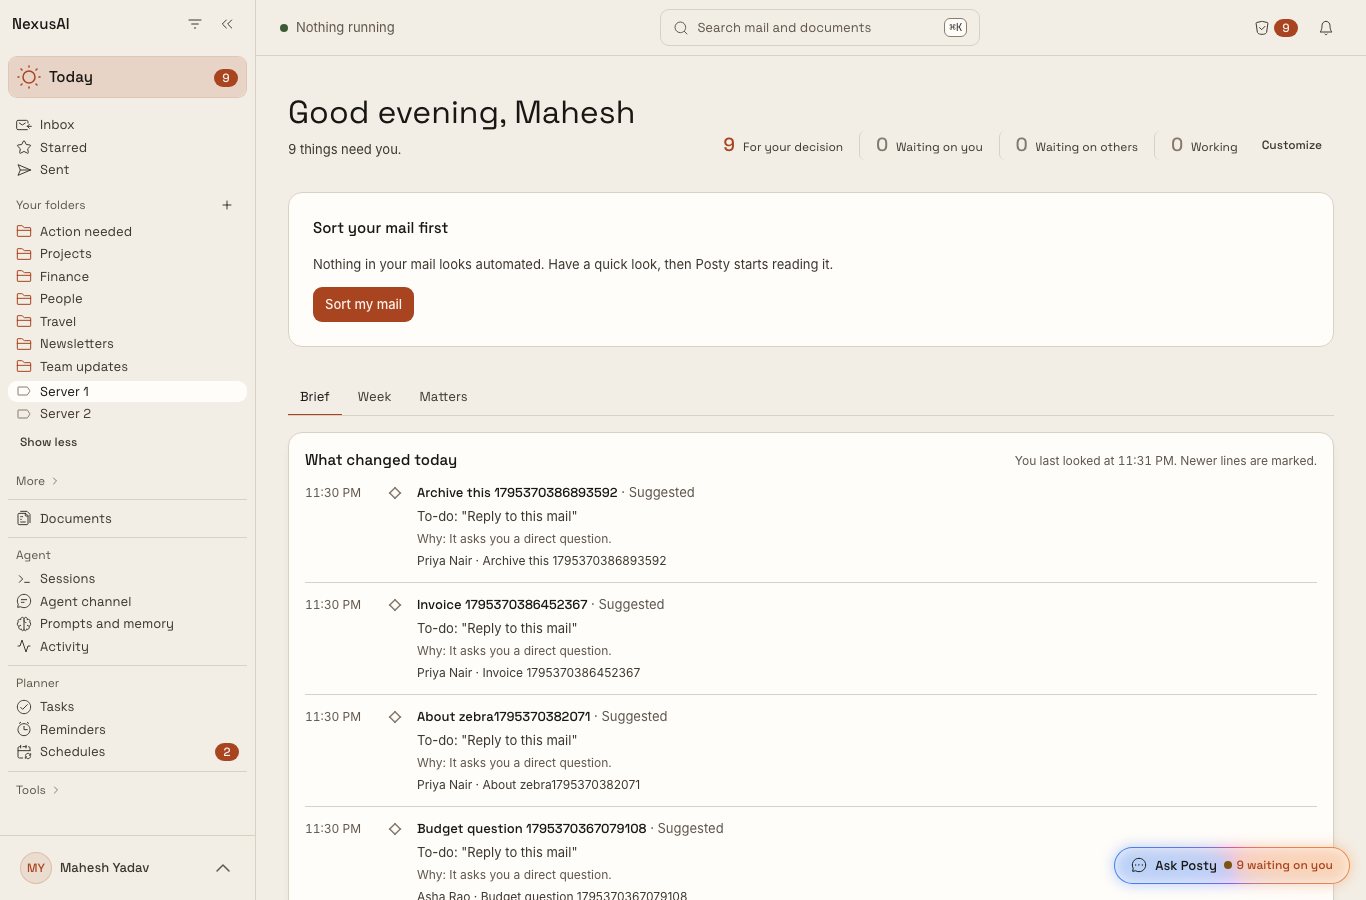 NexusAI
Today 9
Inbox
Starred
Sent
Your folders
Action needed
Projects
Finance
People
Travel
Newsletters
Team updates
Server 1
Server 2
Show less
More
Documents
Agent
Sessions
Agent channel
Prompts and memory
Activity
Planner
Tasks
Reminders
Schedules 2
Tools
MY Mahesh Yadav
Nothing running
Search mail and documents ⌘K
9
Good evening, Mahesh
9 things need you.
9 For your decision 0 Waiting on you 0 Waiting on others 0 Working Customize
Sort your mail first
Nothing in your mail looks automated. Have a quick look, then Posty starts reading it.
Sort my mail
Brief Week Matters
What changed today You last looked at 11:31 PM. Newer lines are marked.
11:30 PM Archive this 1795370386893592 · Suggested
To-do: "Reply to this mail"
Why: It asks you a direct question.
Priya Nair · Archive this 1795370386893592
11:30 PM Invoice 1795370386452367 · Suggested
To-do: "Reply to this mail"
Why: It asks you a direct question.
Priya Nair · Invoice 1795370386452367
11:30 PM About zebra1795370382071 · Suggested
To-do: "Reply to this mail"
Why: It asks you a direct question.
Priya Nair · About zebra1795370382071
11:30 PM Budget question 1795370367079108 · Suggested
To-do: "Reply to this mail"
Why: It asks you a direct question.
Asha Rao · Budget question 1795370367079108
Ask Posty 9 waiting on you